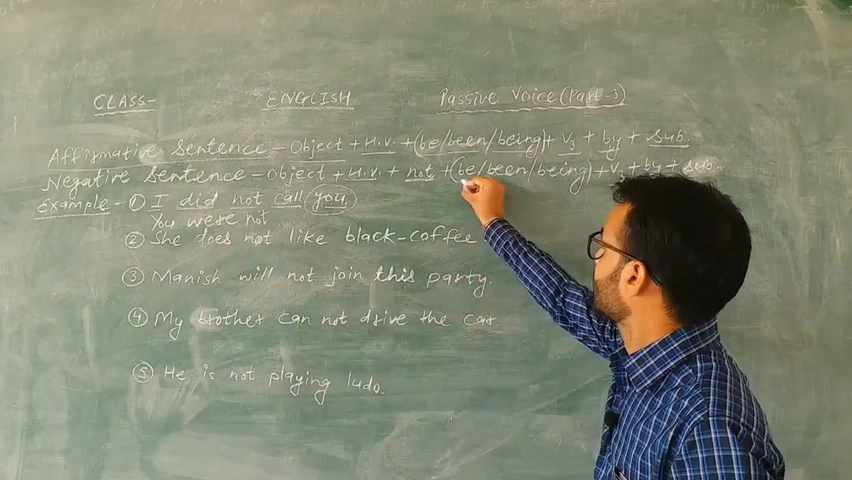 CLASS- ENGLISH Passive Voice (Part-3)
Affirmative Sentence - Object + H.V. + (be/been/being) + V3 + by + sub.
Negative Sentence - Object + H.V. + not + (be/been/being) + V3 + by + sub.
Example - ① I did not call you.
You were not
② She does not like black-coffee
③ Manish will not join this party.
④ My brother can not drive the car
⑤ He is not playing ludo.